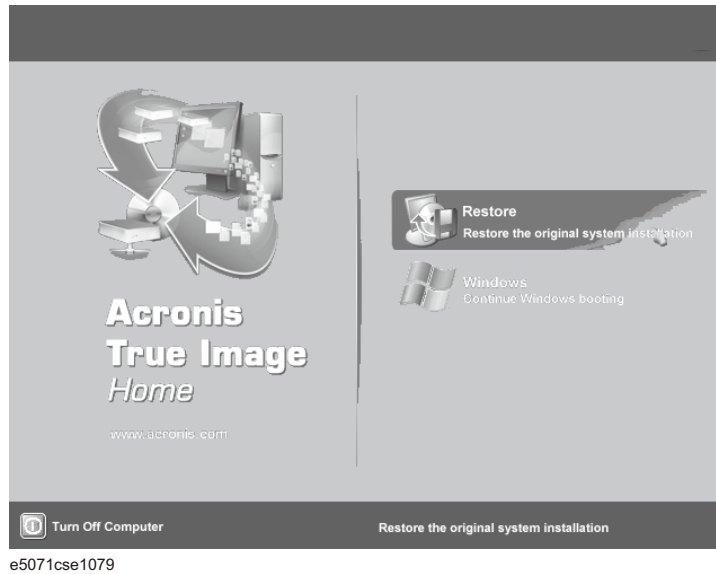 Acronis
True Image
Home
www.acronis.com
Restore
Restore the original system installation
Windows
Continue Windows booting
Turn Off Computer
Restore the original system installation
e5071cse1079